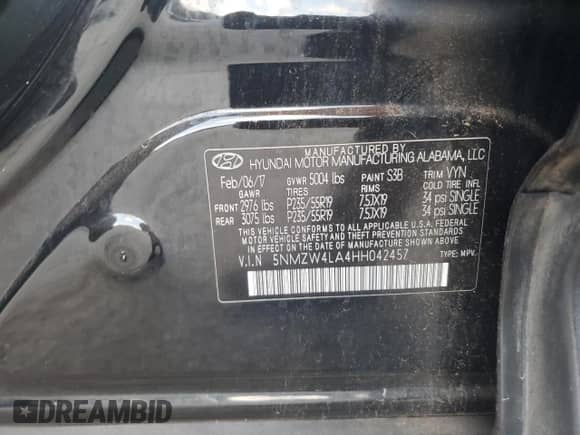 MANUFACTURED BY
HYUNDAI MOTOR MANUFACTURING ALABAMA, LLC
Feb/06/17 GVWR 5004 lbs PAINT S3B TRIM VYN
GAWR TIRES RIMS COLD TIRE INFL
FRONT 2976 lbs P235/55R19 7.5JX19 34 psi SINGLE
REAR 3075 lbs P235/55R19 7.5JX19 34 psi SINGLE
THIS VEHICLE CONFORMS TO ALL APPLICABLE U.S.A. FEDERAL
MOTOR VEHICLE SAFETY AND THEFT PREVENTION STANDARDS
IN EFFECT ON THE DATE OF MANUFACTURE SHOWN ABOVE.
V.I.N 5NMZW4LA4HH042457 TYPE: MPV
DREAMBID